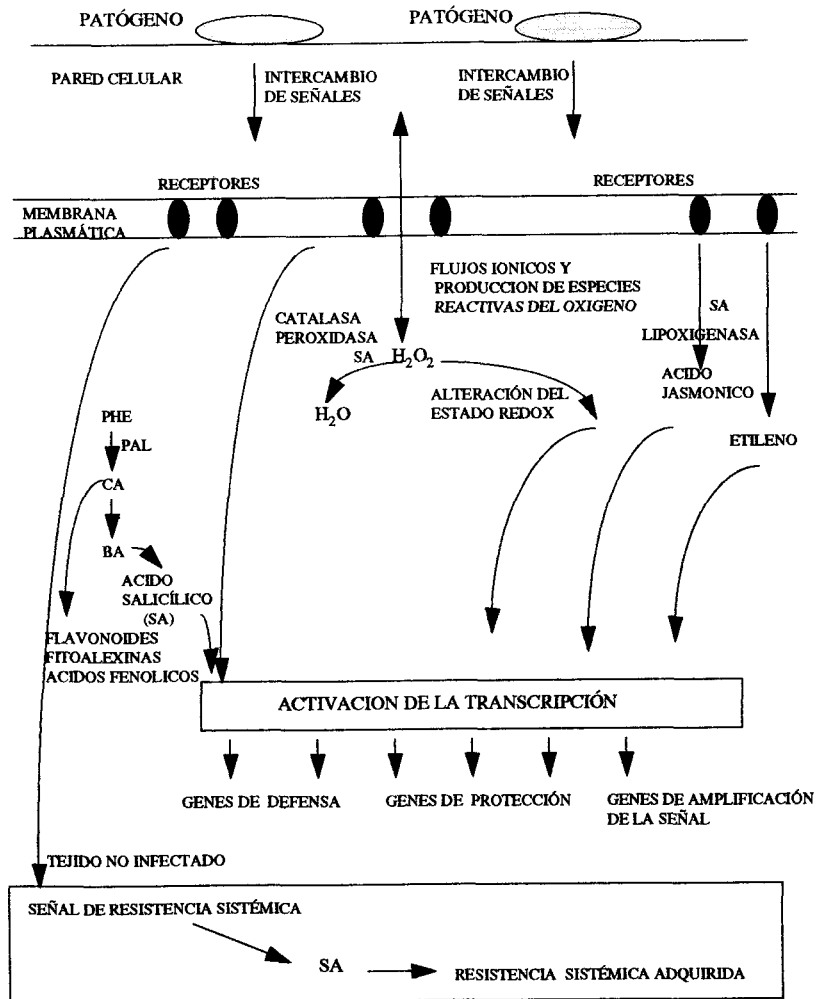 PATÓGENO
PATÓGENO
PARED CELULAR
INTERCAMBIO
DE SEÑALES
INTERCAMBIO
DE SEÑALES
RECEPTORES
RECEPTORES
MEMBRANA
PLASMÁTICA
FLUJOS IONICOS Y
PRODUCCION DE ESPECIES
REACTIVAS DEL OXIGENO
CATALASA
PEROXIDASA
SA
H₂O₂
H₂O
ALTERACIÓN DEL
ESTADO REDOX
SA
LIPOXIGENASA
ACIDO
JASMONICO
ETILENO
PHE
PAL
CA
BA
ACIDO
SALICÍLICO
(SA)
FLAVONOIDES
FITOALEXINAS
ACIDOS FENOLICOS
ACTIVACION DE LA TRANSCRIPCIÓN
GENES DE DEFENSA
GENES DE PROTECCIÓN
GENES DE AMPLIFICACIÓN
DE LA SEÑAL
TEJIDO NO INFECTADO
SEÑAL DE RESISTENCIA SISTÉMICA
SA
RESISTENCIA SISTÉMICA ADQUIRIDA